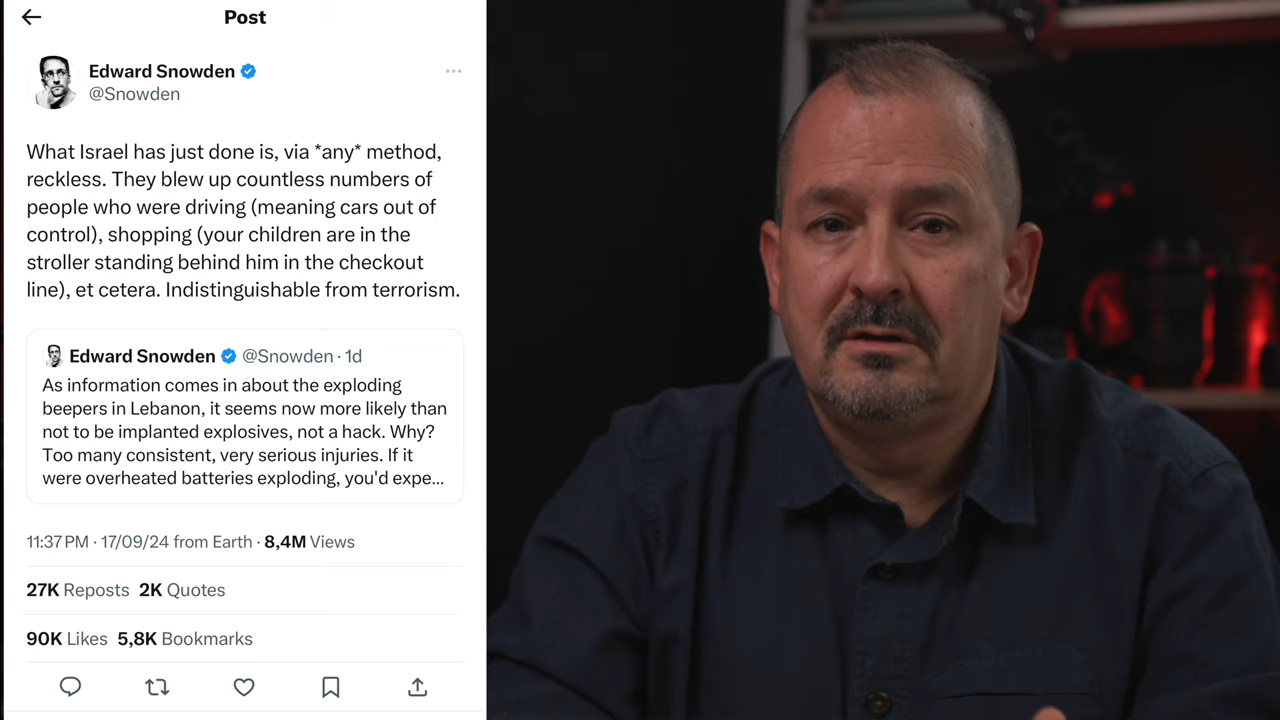 Post
Edward Snowden
@Snowden
What Israel has just done is, via *any* method,
reckless. They blew up countless numbers of
people who were driving (meaning cars out of
control), shopping (your children are in the
stroller standing behind him in the checkout
line), et cetera. Indistinguishable from terrorism.
Edward Snowden @Snowden · 1d
As information comes in about the exploding
beepers in Lebanon, it seems now more likely than
not to be implanted explosives, not a hack. Why?
Too many consistent, very serious injuries. If it
were overheated batteries exploding, you'd expe...
11:37 PM · 17/09/24 from Earth · 8,4M Views
27K Reposts 2K Quotes
90K Likes 5,8K Bookmarks